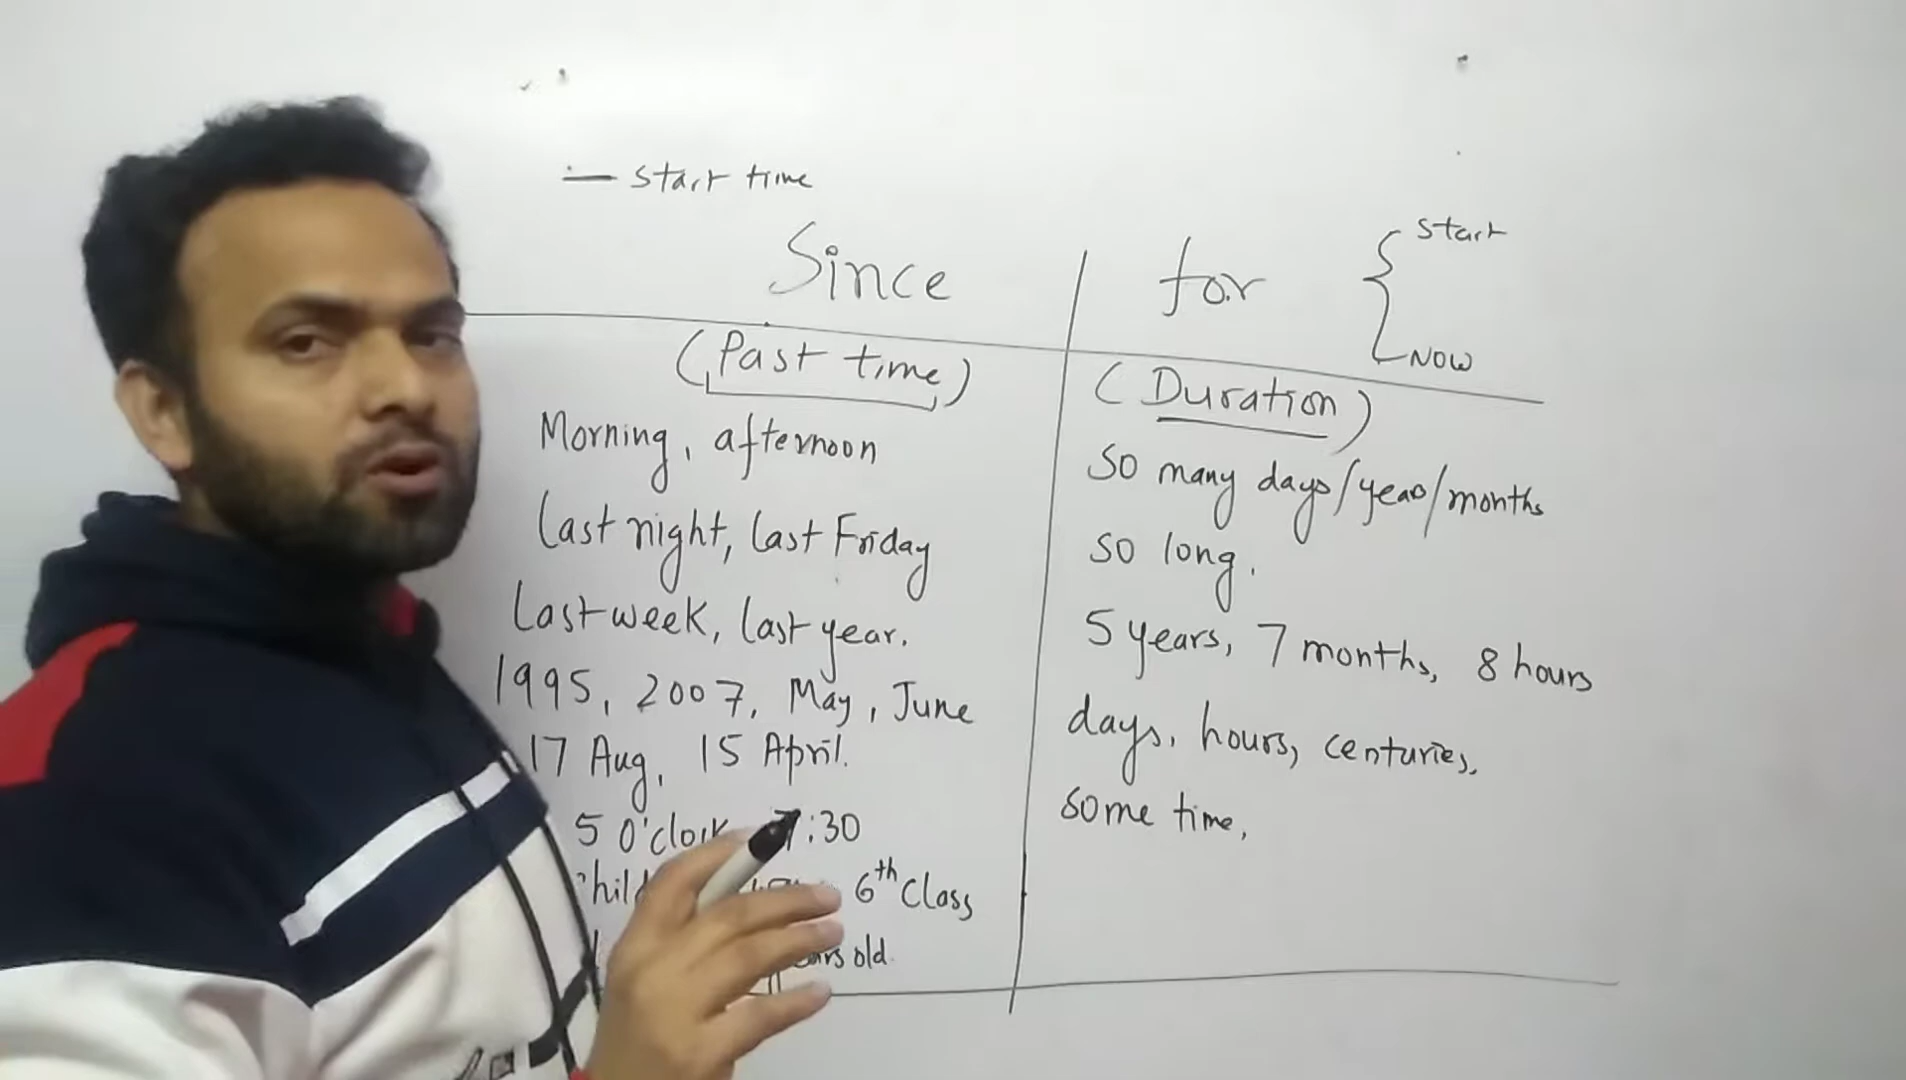 — start time
Since
for { start
NOW
(Past time)
Morning, afternoon
last night, last Friday
Last week, last year.
1995, 2007, May, June
17 Aug, 15 April.
5 O'clock 7:30
6th Class
years old.
(Duration)
So many days/years/months
so long.
5 years, 7 months, 8 hours
days, hours, centuries,
some time,